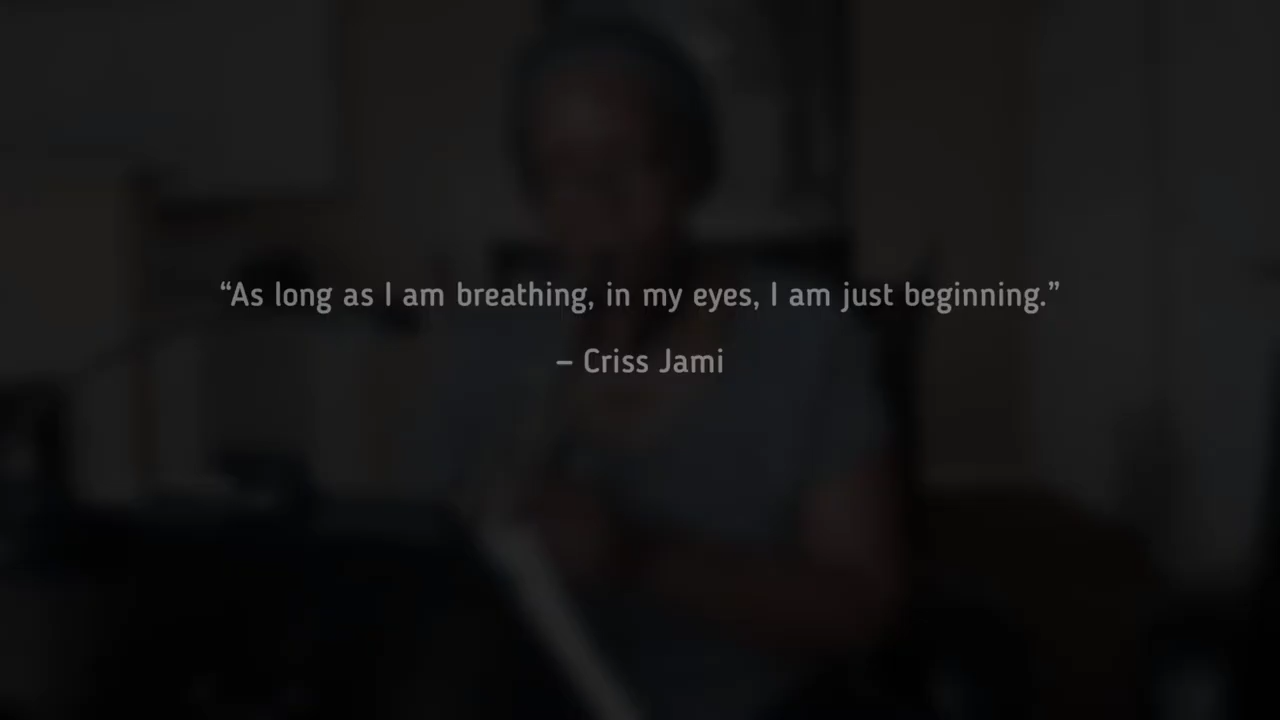 “As long as I am breathing, in my eyes, I am just beginning.”
– Criss Jami